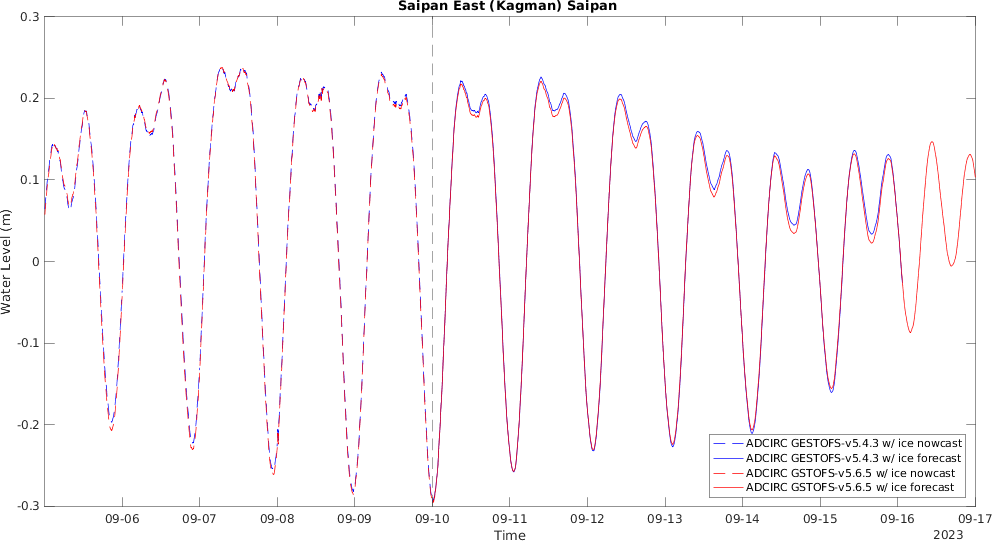 Saipan East (Kagman) Saipan
0.3
0.2
0.1
0
-0.1
-0.2
-0.3
Water Level (m)
ADCIRC GESTOFS-v5.4.3 w/ ice nowcast
ADCIRC GESTOFS-v5.4.3 w/ ice forecast
ADCIRC GSTOFS-v5.6.5 w/ ice nowcast
ADCIRC GSTOFS-v5.6.5 w/ ice forecast
09-06 09-07 09-08 09-09 09-10 09-11 09-12 09-13 09-14 09-15 09-16 09-17
Time
2023